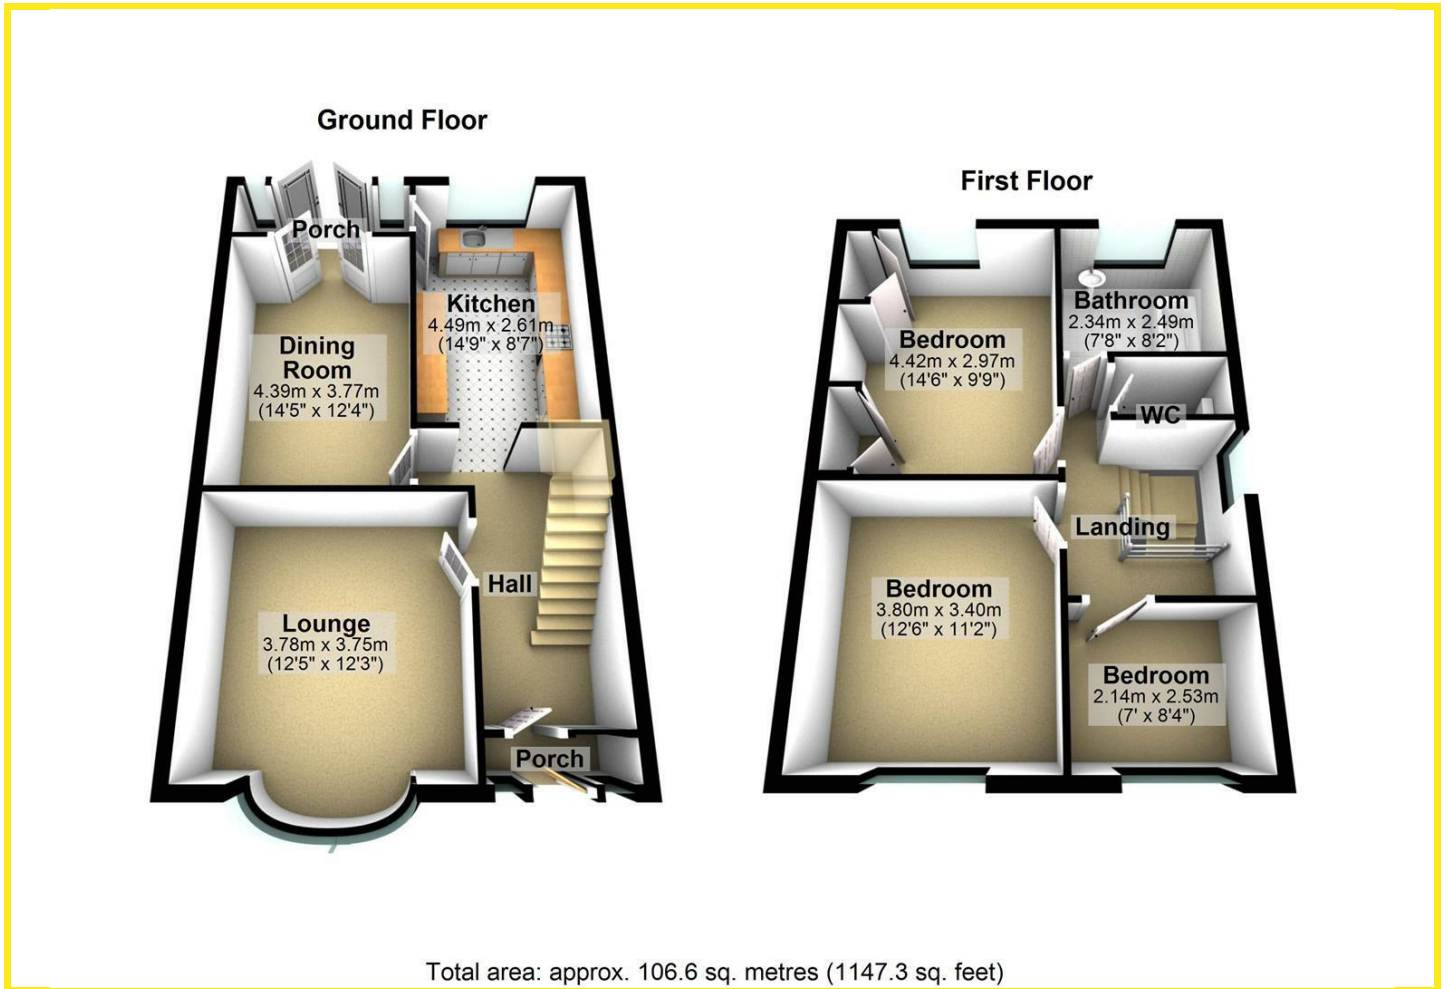 Ground Floor
Porch
Kitchen
4.49m x 2.61m
(14'9" x 8'7")
Dining
Room
4.39m x 3.77m
(14'5" x 12'4")
Hall
Lounge
3.78m x 3.75m
(12'5" x 12'3")
Porch
First Floor
Bathroom
2.34m x 2.49m
(7'8" x 8'2")
Bedroom
4.42m x 2.97m
(14'6" x 9'9")
WC
Landing
Bedroom
3.80m x 3.40m
(12'6" x 11'2")
Bedroom
2.14m x 2.53m
(7' x 8'4")
Total area: approx. 106.6 sq. metres (1147.3 sq. feet)